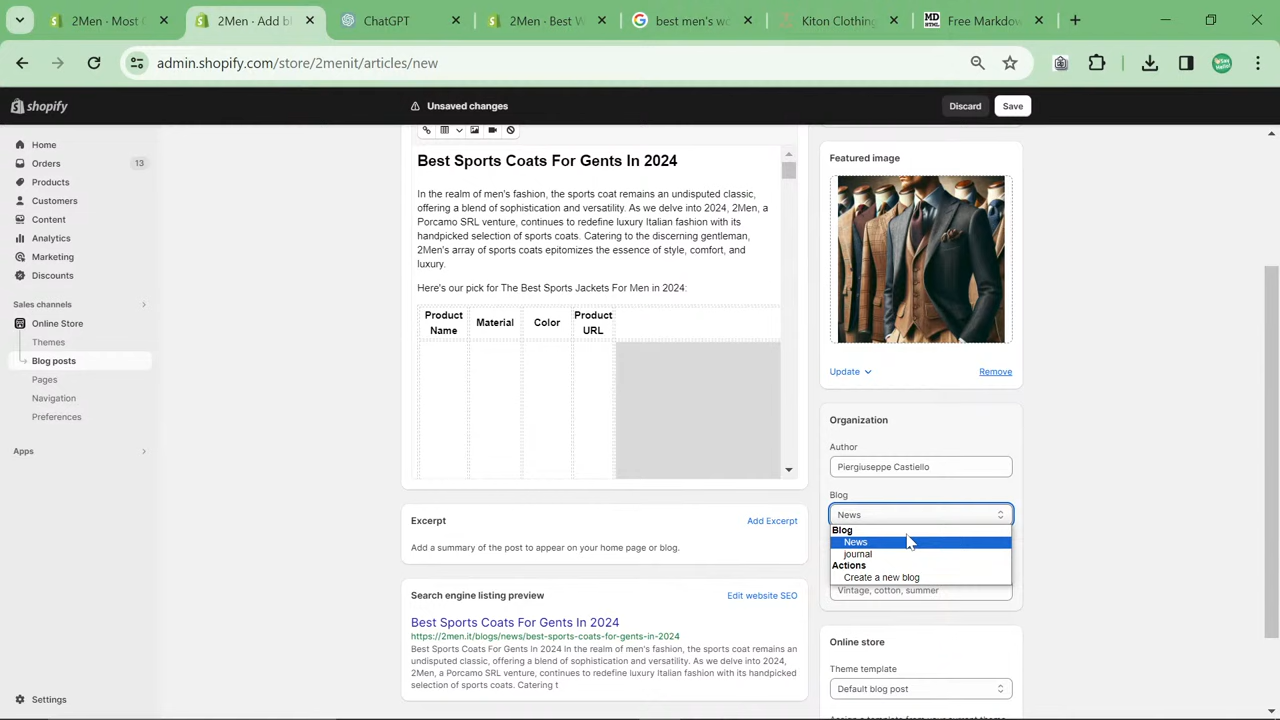 2Men · Most C
2Men · Add bl
ChatGPT
2Men · Best W
best men's wo
Kiton Clothing
Free Markdow
admin.shopify.com/store/2menit/articles/new
shopify
Unsaved changes
Discard
Save
Home
Orders
13
Products
Customers
Content
Analytics
Marketing
Discounts
Sales channels
Online Store
Themes
Blog posts
Pages
Navigation
Preferences
Apps
Settings
Best Sports Coats For Gents In 2024
In the realm of men's fashion, the sports coat remains an undisputed classic,
offering a blend of sophistication and versatility. As we delve into 2024, 2Men, a
Porcamo SRL venture, continues to redefine luxury Italian fashion with its
handpicked selection of sports coats. Catering to the discerning gentleman,
2Men's array of sports coats epitomizes the essence of style, comfort, and
luxury.
Here's our pick for The Best Sports Jackets For Men in 2024:
Product
Name
Material
Color
Product
URL
Excerpt
Add Excerpt
Add a summary of the post to appear on your home page or blog.
Search engine listing preview
Edit website SEO
Best Sports Coats For Gents In 2024
https://2men.it/blogs/news/best-sports-coats-for-gents-in-2024
Best Sports Coats For Gents In 2024 In the realm of men's fashion, the sports coat remains an
undisputed classic, offering a blend of sophistication and versatility. As we delve into 2024,
2Men, a Porcamo SRL venture, continues to redefine luxury Italian fashion with its handpicked
selection of sports coats. Catering t
Featured image
Update
Remove
Organization
Author
Piergiuseppe Castiello
Blog
News
Blog
News
journal
Actions
Create a new blog
Vintage, cotton, summer
Online store
Theme template
Default blog post